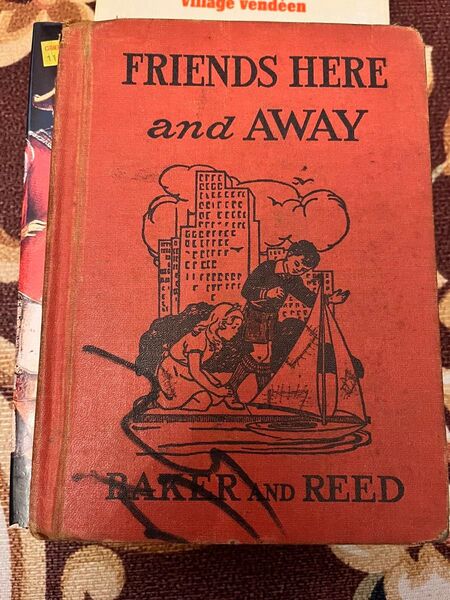 village vendéen
FRIENDS HERE
and AWAY
BAKER AND REED